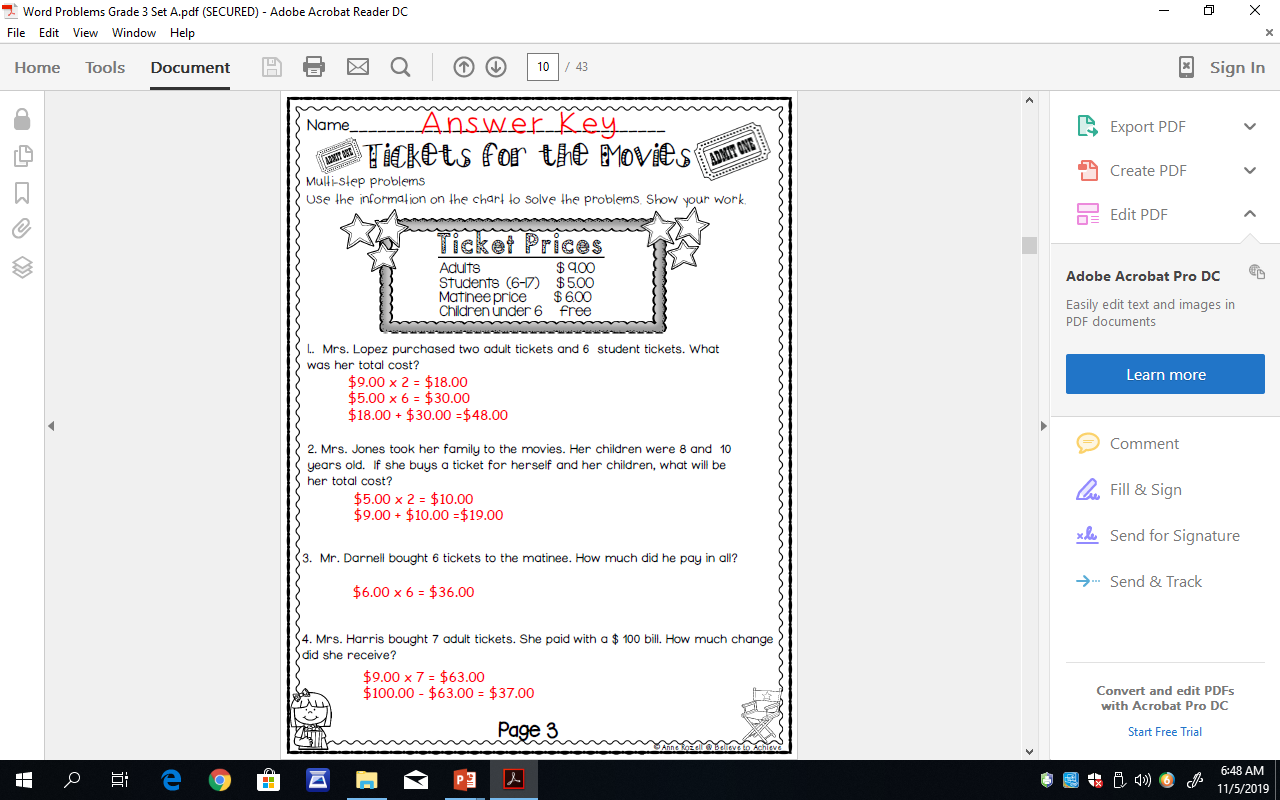 Word Problems Grade 3 Set A.pdf (SECURED) - Adobe Acrobat Reader DC
File Edit View Window Help
Home Tools Document 10 / 43 Sign In
Name Answer Key
ADMIT ONE Tickets for the Movies ADMIT ONE
Multi-step problems
Use the information on the chart to solve the problems. Show your work.
Ticket Prices
Adults $ 9.00
Students (6-17) $ 5.00
Matinee price $ 6.00
Children under 6 free
1. Mrs. Lopez purchased two adult tickets and 6 student tickets. What
was her total cost?
$9.00 x 2 = $18.00
$5.00 x 6 = $30.00
$18.00 + $30.00 =$48.00
2. Mrs. Jones took her family to the movies. Her children were 8 and 10
years old. If she buys a ticket for herself and her children, what will be
her total cost?
$5.00 x 2 = $10.00
$9.00 + $10.00 =$19.00
3. Mr. Darnell bought 6 tickets to the matinee. How much did he pay in all?
$6.00 x 6 = $36.00
4. Mrs. Harris bought 7 adult tickets. She paid with a $ 100 bill. How much change
did she receive?
$9.00 x 7 = $63.00
$100.00 - $63.00 = $37.00
Page 3
© Anne Rozell @ Believe to Achieve
Export PDF
Create PDF
Edit PDF
Adobe Acrobat Pro DC
Easily edit text and images in
PDF documents
Learn more
Comment
Fill & Sign
Send for Signature
Send & Track
Convert and edit PDFs
with Acrobat Pro DC
Start Free Trial
6:48 AM
11/5/2019